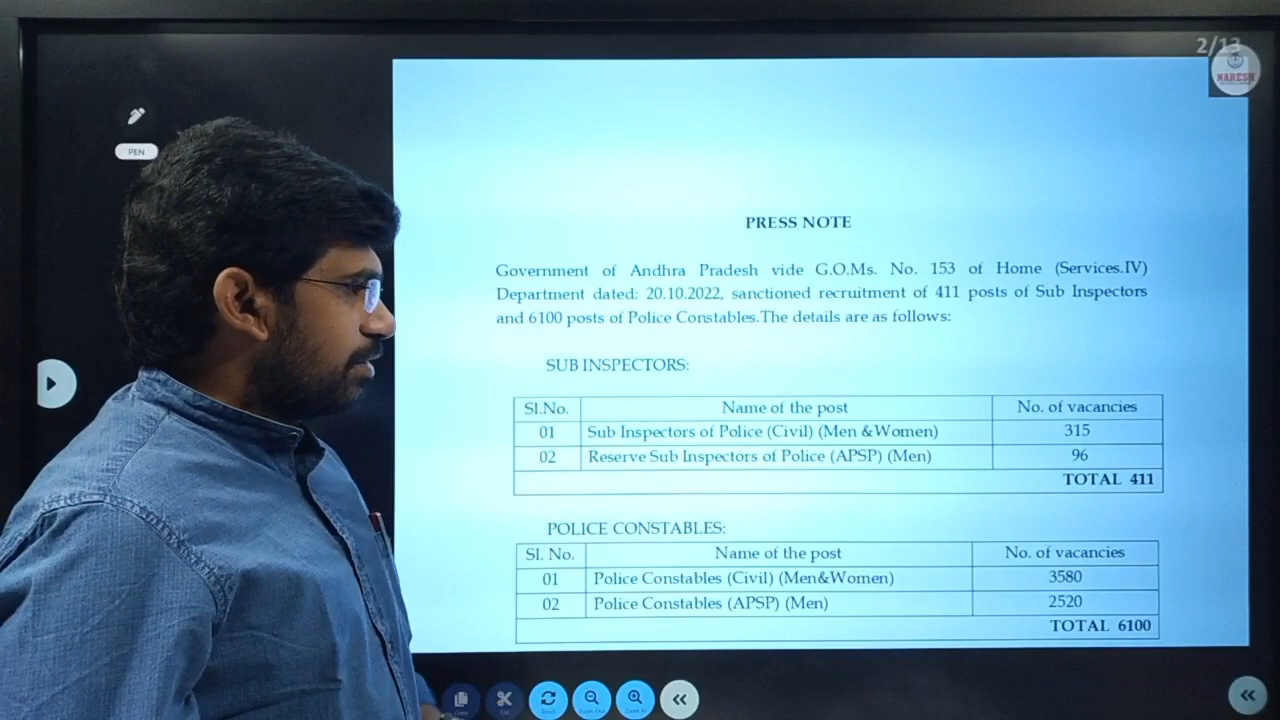 2/13
NARESH
PEN
PRESS NOTE
Government of Andhra Pradesh vide G.O.Ms. No. 153 of Home (Services.IV)
Department dated: 20.10.2022, sanctioned recruitment of 411 posts of Sub Inspectors
and 6100 posts of Police Constables.The details are as follows:
SUB INSPECTORS:
Sl.No. Name of the post No. of vacancies
01 Sub Inspectors of Police (Civil) (Men &Women) 315
02 Reserve Sub Inspectors of Police (APSP) (Men) 96
TOTAL 411
POLICE CONSTABLES:
Sl. No. Name of the post No. of vacancies
01 Police Constables (Civil) (Men&Women) 3580
02 Police Constables (APSP) (Men) 2520
TOTAL 6100
Zoom Out Zoom In